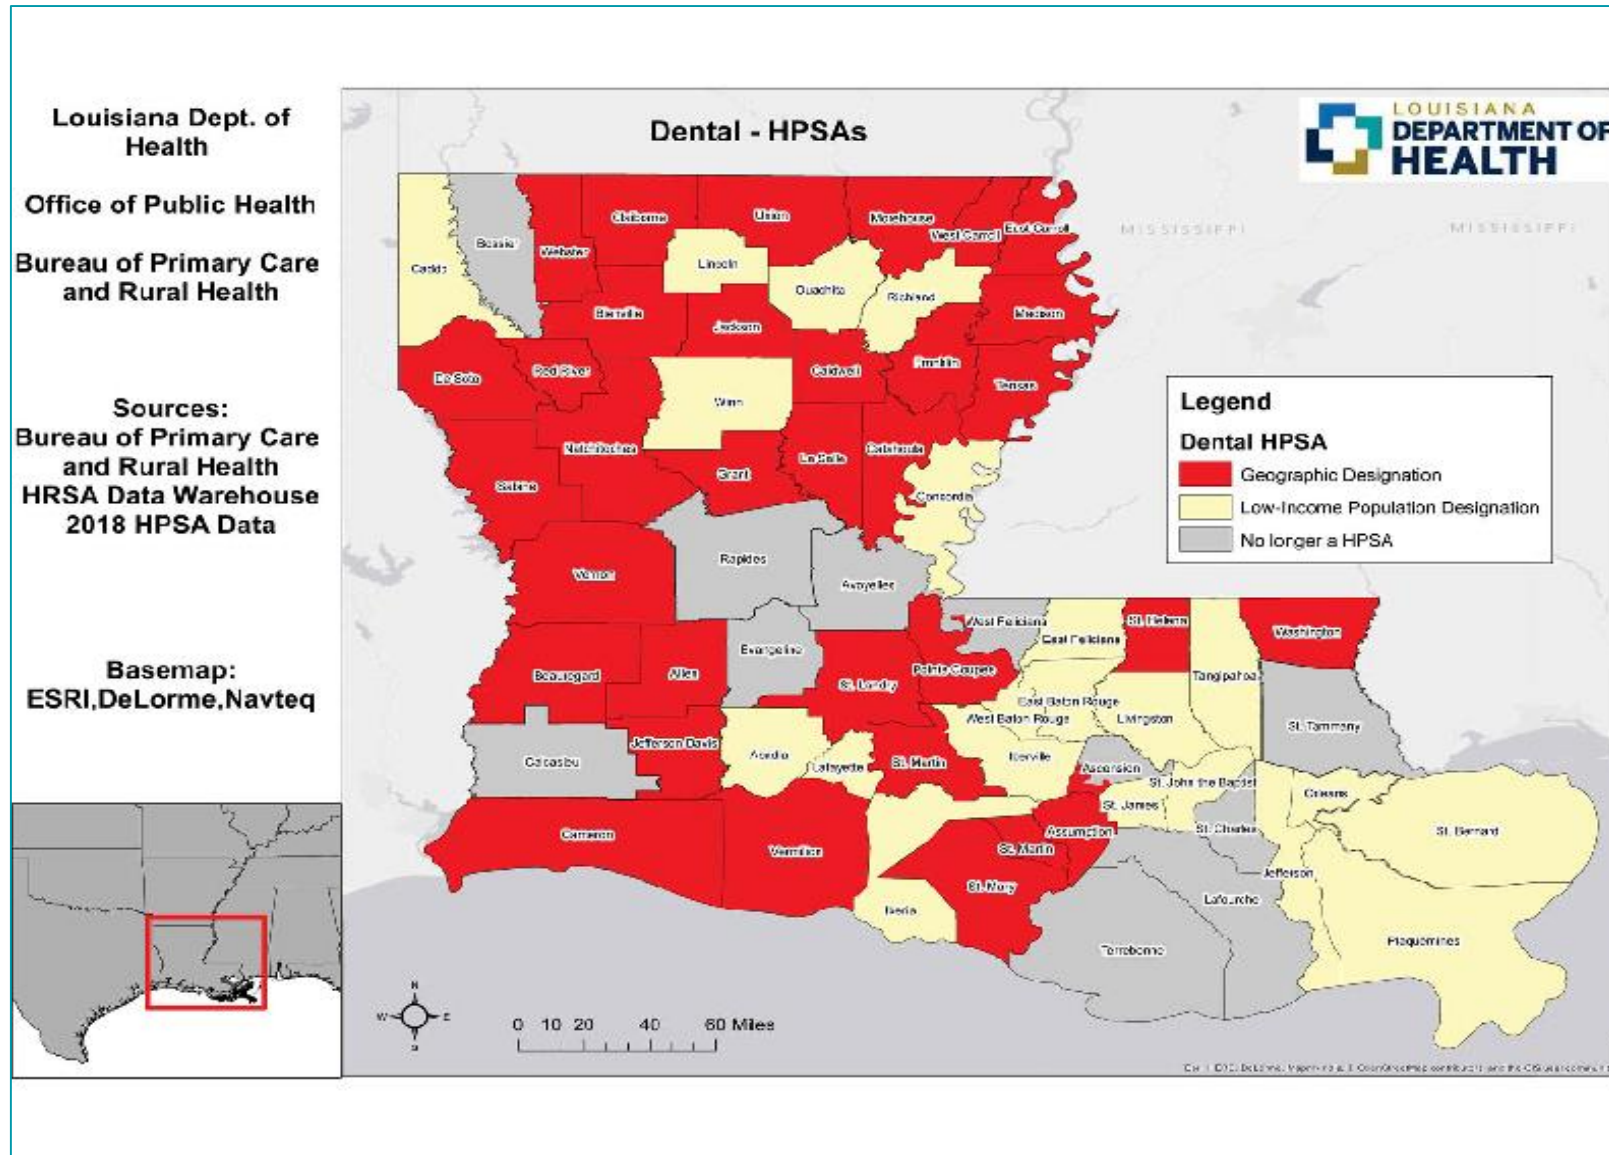 Louisiana Dept. of
Health
Office of Public Health
Bureau of Primary Care
and Rural Health
Sources:
Bureau of Primary Care
and Rural Health
HRSA Data Warehouse
2018 HPSA Data
Basemap:
ESRI,DeLorme,Navteq
Dental - HPSAs
LOUISIANA
DEPARTMENT OF
HEALTH
MISSISSIPPI
MISSISSIPPI
Caddo
Bossier
Webster
Claiborne
Union
Morehouse
West Carroll
East Carroll
Lincoln
Ouachita
Richland
Bienville
Jackson
Madison
De Soto
Red River
Caldwell
Franklin
Tensas
Winn
Natchitoches
Sabine
Grant
La Salle
Catahoula
Concordia
Vernon
Rapides
Avoyelles
Beauregard
Allen
Evangeline
St. Landry
Pointe Coupee
West Feliciana
East Feliciana
St. Helena
Tangipahoa
Washington
East Baton Rouge
West Baton Rouge
Livingston
St. Tammany
Calcasieu
Jefferson Davis
Acadia
Lafayette
St. Martin
Iberville
Ascension
St. John the Baptist
St. James
Orleans
St. Bernard
Cameron
Vermilion
Assumption
St. Martin
St. Charles
St. Mary
Jefferson
Iberia
Lafourche
Terrebonne
Plaquemines
Legend
Dental HPSA
Geographic Designation
Low-Income Population Designation
No longer a HPSA
N
W
E
S
0 10 20 40 60 Miles